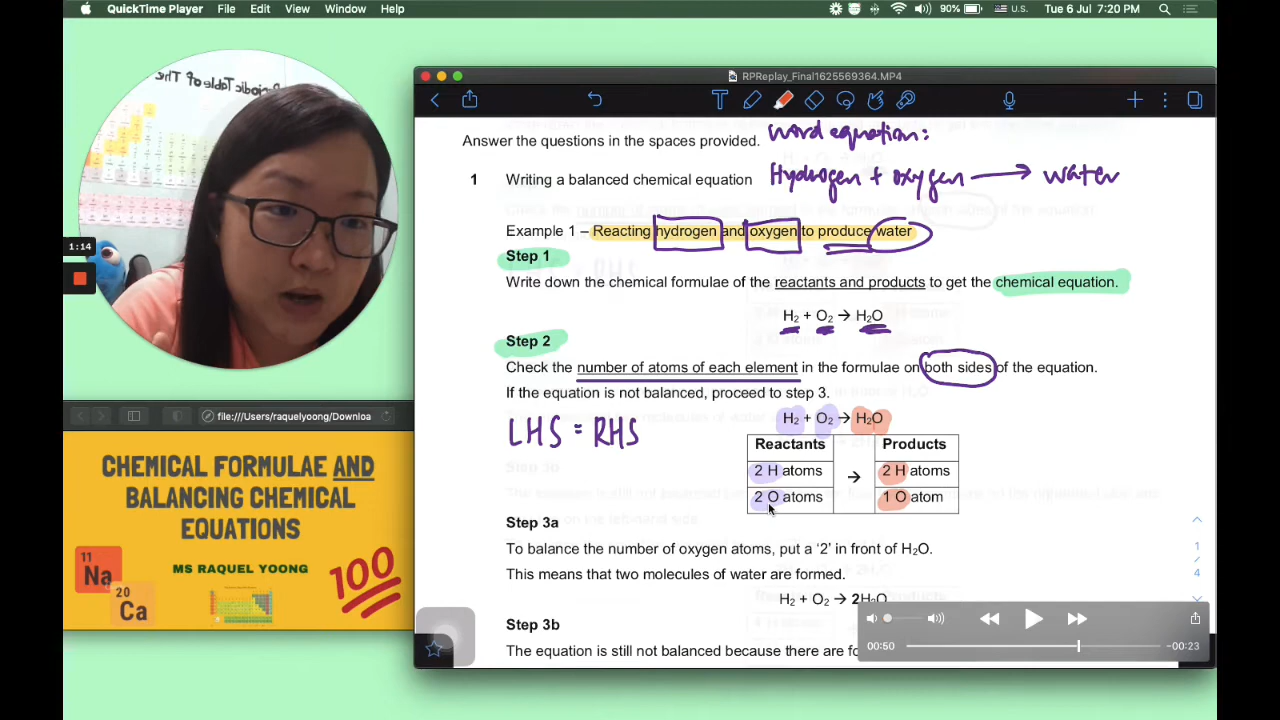 QuickTime Player File Edit View Window Help 90% U.S. Tue 6 Jul 7:20 PM
RPReplay_Final1625569364.MP4
Answer the questions in the spaces provided. word equation:
1 Writing a balanced chemical equation Hydrogen + oxygen → water
Example 1 – Reacting hydrogen and oxygen to produce water
Step 1
Write down the chemical formulae of the reactants and products to get the chemical equation.
H₂ + O₂ → H₂O
Step 2
Check the number of atoms of each element in the formulae on both sides of the equation.
If the equation is not balanced, proceed to step 3.
H₂ + O₂ → H₂O
LHS = RHS
Reactants → Products
2 H atoms 2 H atoms
2 O atoms 1 O atom
Step 3a
To balance the number of oxygen atoms, put a ‘2’ in front of H₂O.
This means that two molecules of water are formed.
H₂ + O₂ → 2H₂O
Step 3b
The equation is still not balanced because there are
1
/
4
00:50 -00:23
1:14
Periodic Table of The
file:///Users/raquelyoong/Downloa
CHEMICAL FORMULAE AND
BALANCING CHEMICAL
EQUATIONS
MS RAQUEL YOONG
11
Na
20
Ca
100